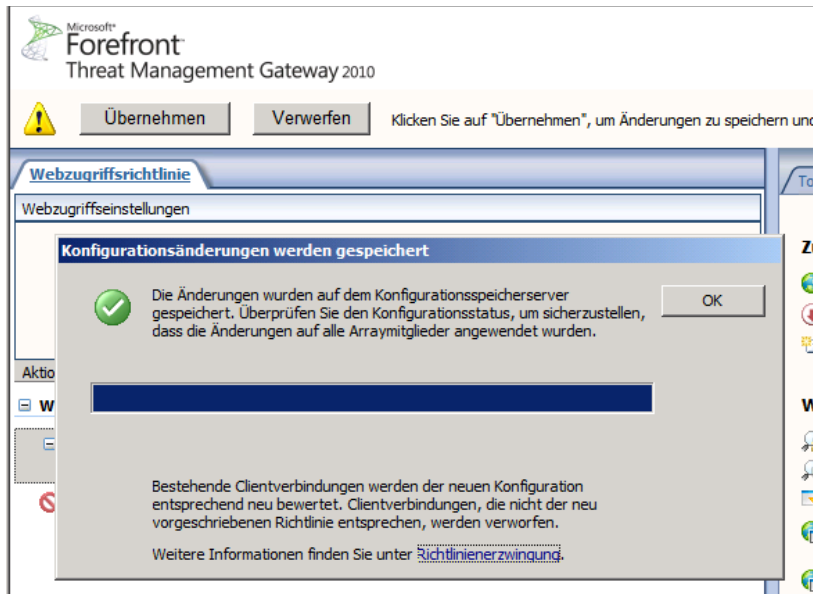 Microsoft®
Forefront™
Threat Management Gateway 2010
Übernehmen
Verwerfen
Klicken Sie auf "Übernehmen", um Änderungen zu speichern
Webzugriffsrichtlinie
Webzugriffseinstellungen
Konfigurationsänderungen werden gespeichert
Die Änderungen wurden auf dem Konfigurationsspeicherserver
gespeichert. Überprüfen Sie den Konfigurationsstatus, um sicherzustellen,
dass die Änderungen auf alle Arraymitglieder angewendet wurden.
OK
Bestehende Clientverbindungen werden der neuen Konfiguration
entsprechend neu bewertet. Clientverbindungen, die nicht der neu
vorgeschriebenen Richtlinie entsprechen, werden verworfen.
Weitere Informationen finden Sie unter Richtlinienerzwingung.